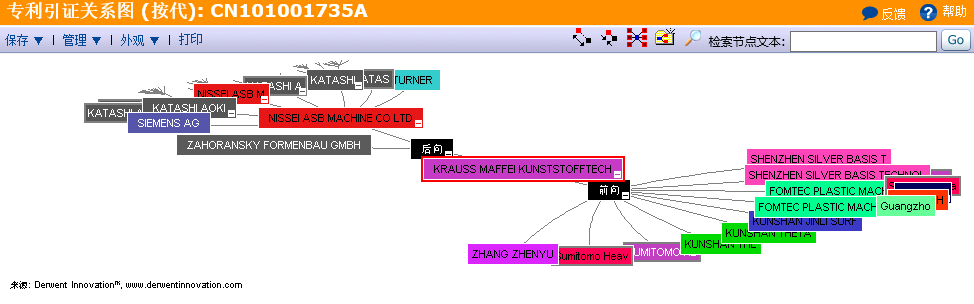 专利引证关系图 (按代): CN101001735A
反馈
帮助
保存 管理 外观 打印
检索节点文本:
Go
KATASHI A
KATASHI
ATAS
TURNER
NISSEI ASB M
KATASHI A
KATASHI AOKI
SIEMENS AG
NISSEI ASB MACHINE CO LTD
ZAHORANSKY FORMENBAU GMBH
后向
KRAUSS MAFFEI KUNSTSTOFFTECH
前向
SHENZHEN SILVER BASIS T
SHENZHEN SILVER BASIS TECHNOL
FOMTEC PLASTIC MACH
FOMTEC PLASTIC MACH
Guangzho
KUNSHAN JINLI SURF
KUNSHAN THETA
KUNSHAN THE
SUMITOMO
Sumitomo Heav
ZHANG ZHENYU
来源: Derwent Innovation℠, www.derwentinnovation.com